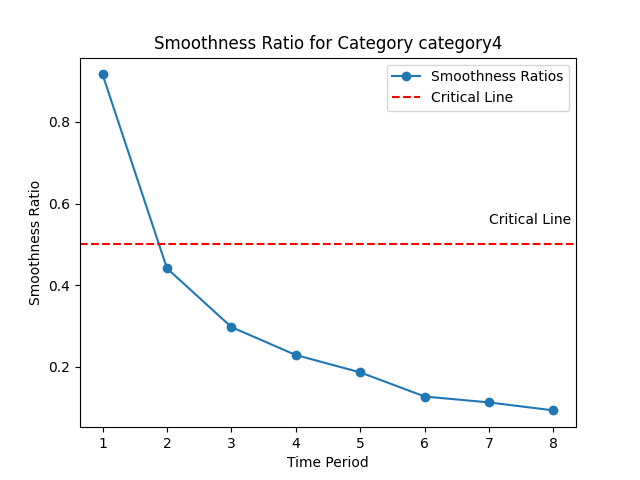 Smoothness Ratio for Category category4
Smoothness Ratios
Critical Line
Critical Line
Smoothness Ratio
0.8
0.6
0.4
0.2
1 2 3 4 5 6 7 8
Time Period